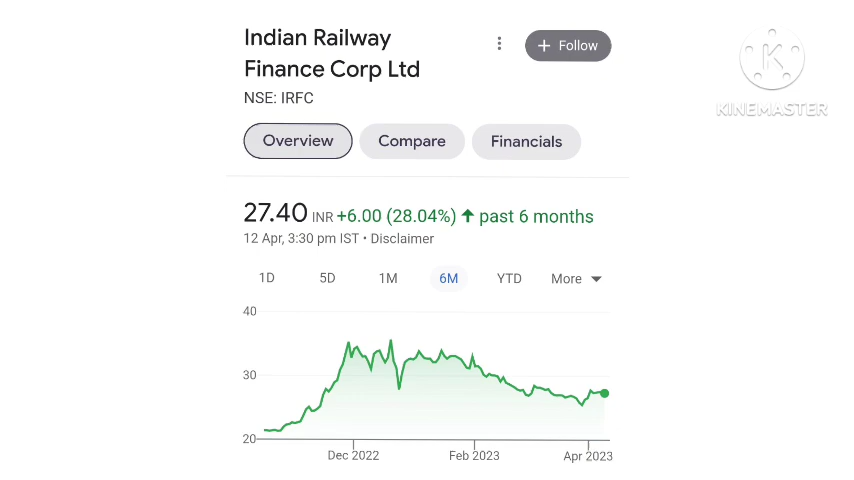 Indian Railway
Finance Corp Ltd
+ Follow
NSE: IRFC
Overview
Compare
Financials
27.40 INR +6.00 (28.04%) ↑ past 6 months
12 Apr, 3:30 pm IST • Disclaimer
1D 5D 1M 6M YTD More
40
30
20
Dec 2022 Feb 2023 Apr 2023
K
KINEMASTER